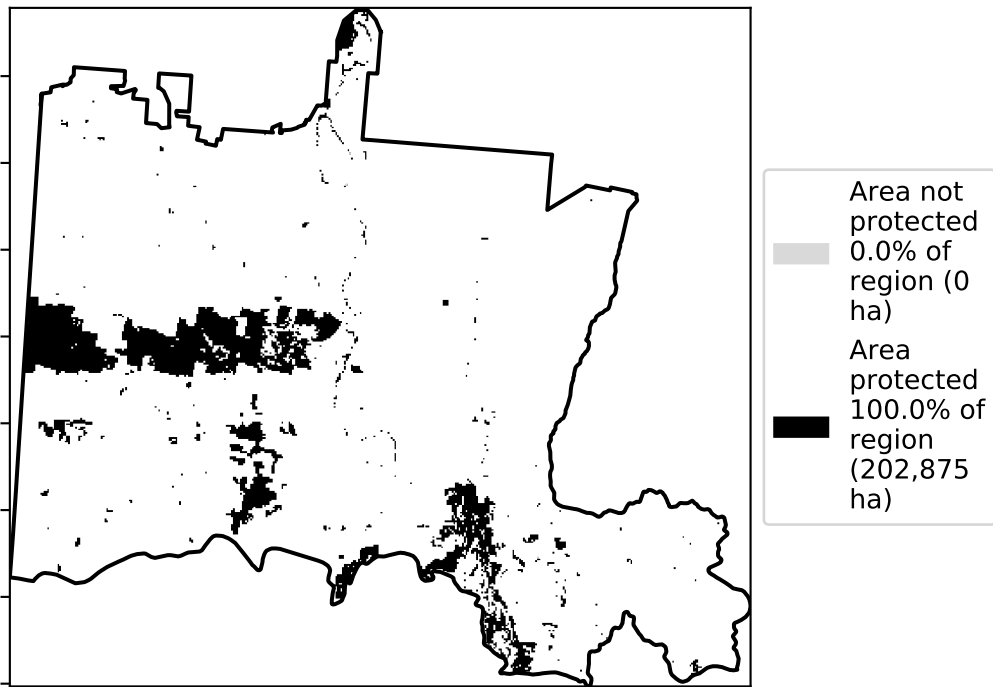 Area not
protected
0.0% of
region (0
ha)
Area
protected
100.0% of
region
(202,875
ha)